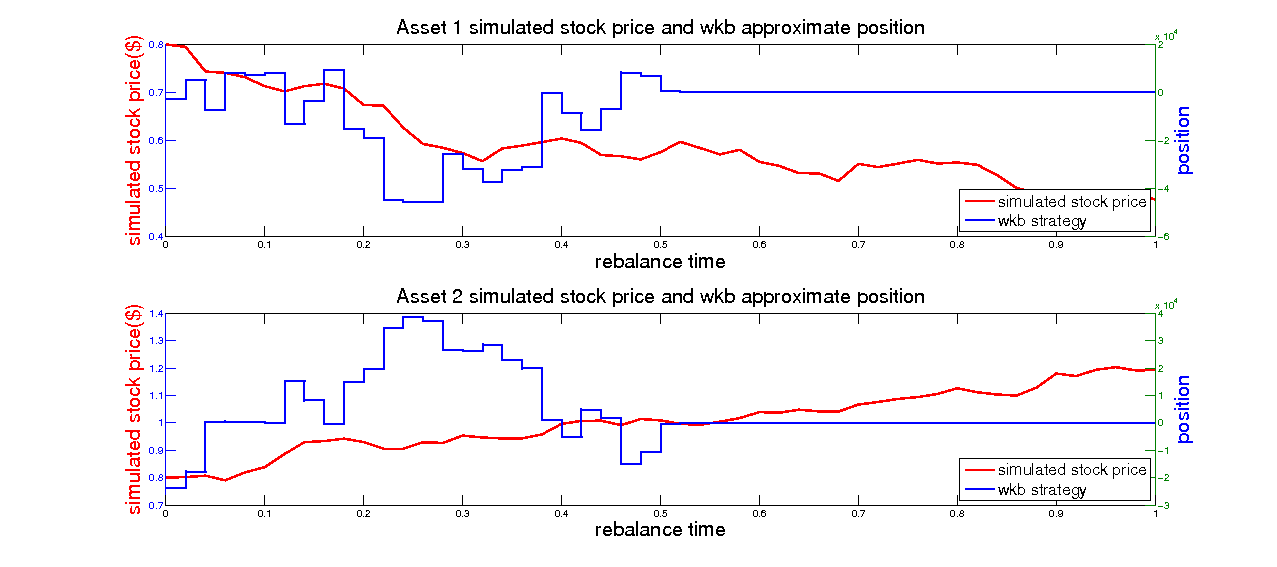 Asset 1 simulated stock price and wkb approximate position
x 10^4
simulated stock price($)
0.8
0.7
0.6
0.5
0.4
2
0
−2
−4
−6
position
simulated stock price
wkb strategy
0 0.1 0.2 0.3 0.4 0.5 0.6 0.7 0.8 0.9 1
rebalance time
Asset 2 simulated stock price and wkb approximate position
x 10^4
simulated stock price($)
1.4
1.3
1.2
1.1
1
0.9
0.8
0.7
4
3
2
1
0
−1
−2
−3
position
simulated stock price
wkb strategy
0 0.1 0.2 0.3 0.4 0.5 0.6 0.7 0.8 0.9 1
rebalance time